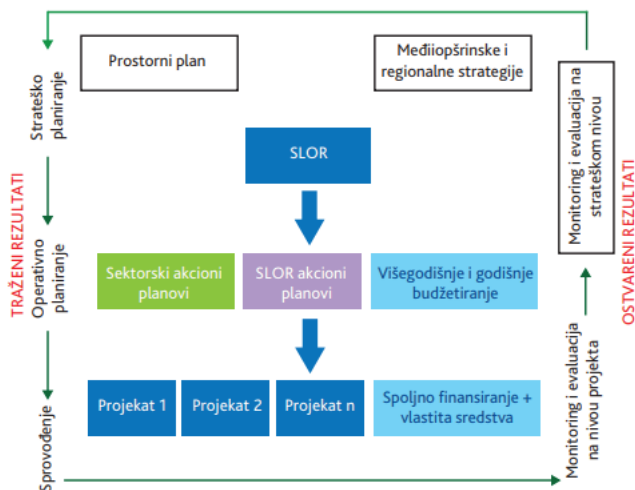 Prostorni plan
Međiopšrinske i
regionalne strategije
Strateško
planiranje
SLOR
Monitoring i evaluacija na
strateškom nivou
TRAŽENI REZULTATI
Operativno
planiranje
Sektorski akcioni
planovi
SLOR akcioni
planovi
Višegodišnje i godišnje
budžetiranje
OSTVARENI REZULTATI
Projekat 1
Projekat 2
Projekat n
Spoljno finansiranje +
vlastita sredstva
Sprovođenje
Monitoring i evaluacija
na nivou projekta